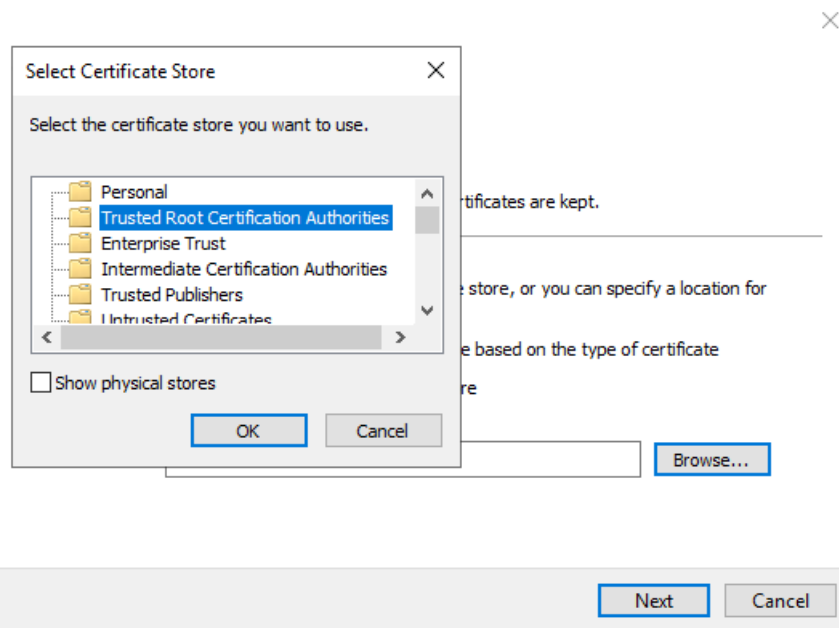 Select Certificate Store
Select the certificate store you want to use.
Personal
Trusted Root Certification Authorities
Enterprise Trust
Intermediate Certification Authorities
Trusted Publishers
Untrusted Certificates
Show physical stores
OK Cancel
rtificates are kept.
store, or you can specify a location for
e based on the type of certificate
re
Browse...
Next Cancel